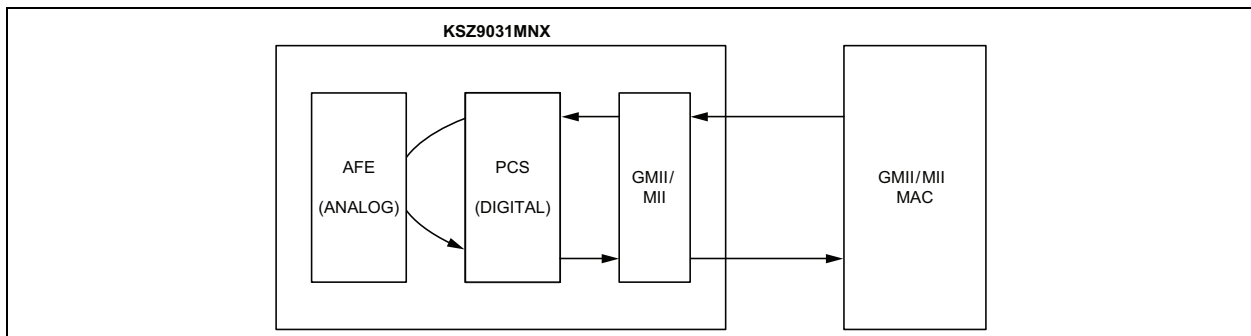 KSZ9031MNX
AFE
(ANALOG)
PCS
(DIGITAL)
GMII/
MII
GMII/MII
MAC